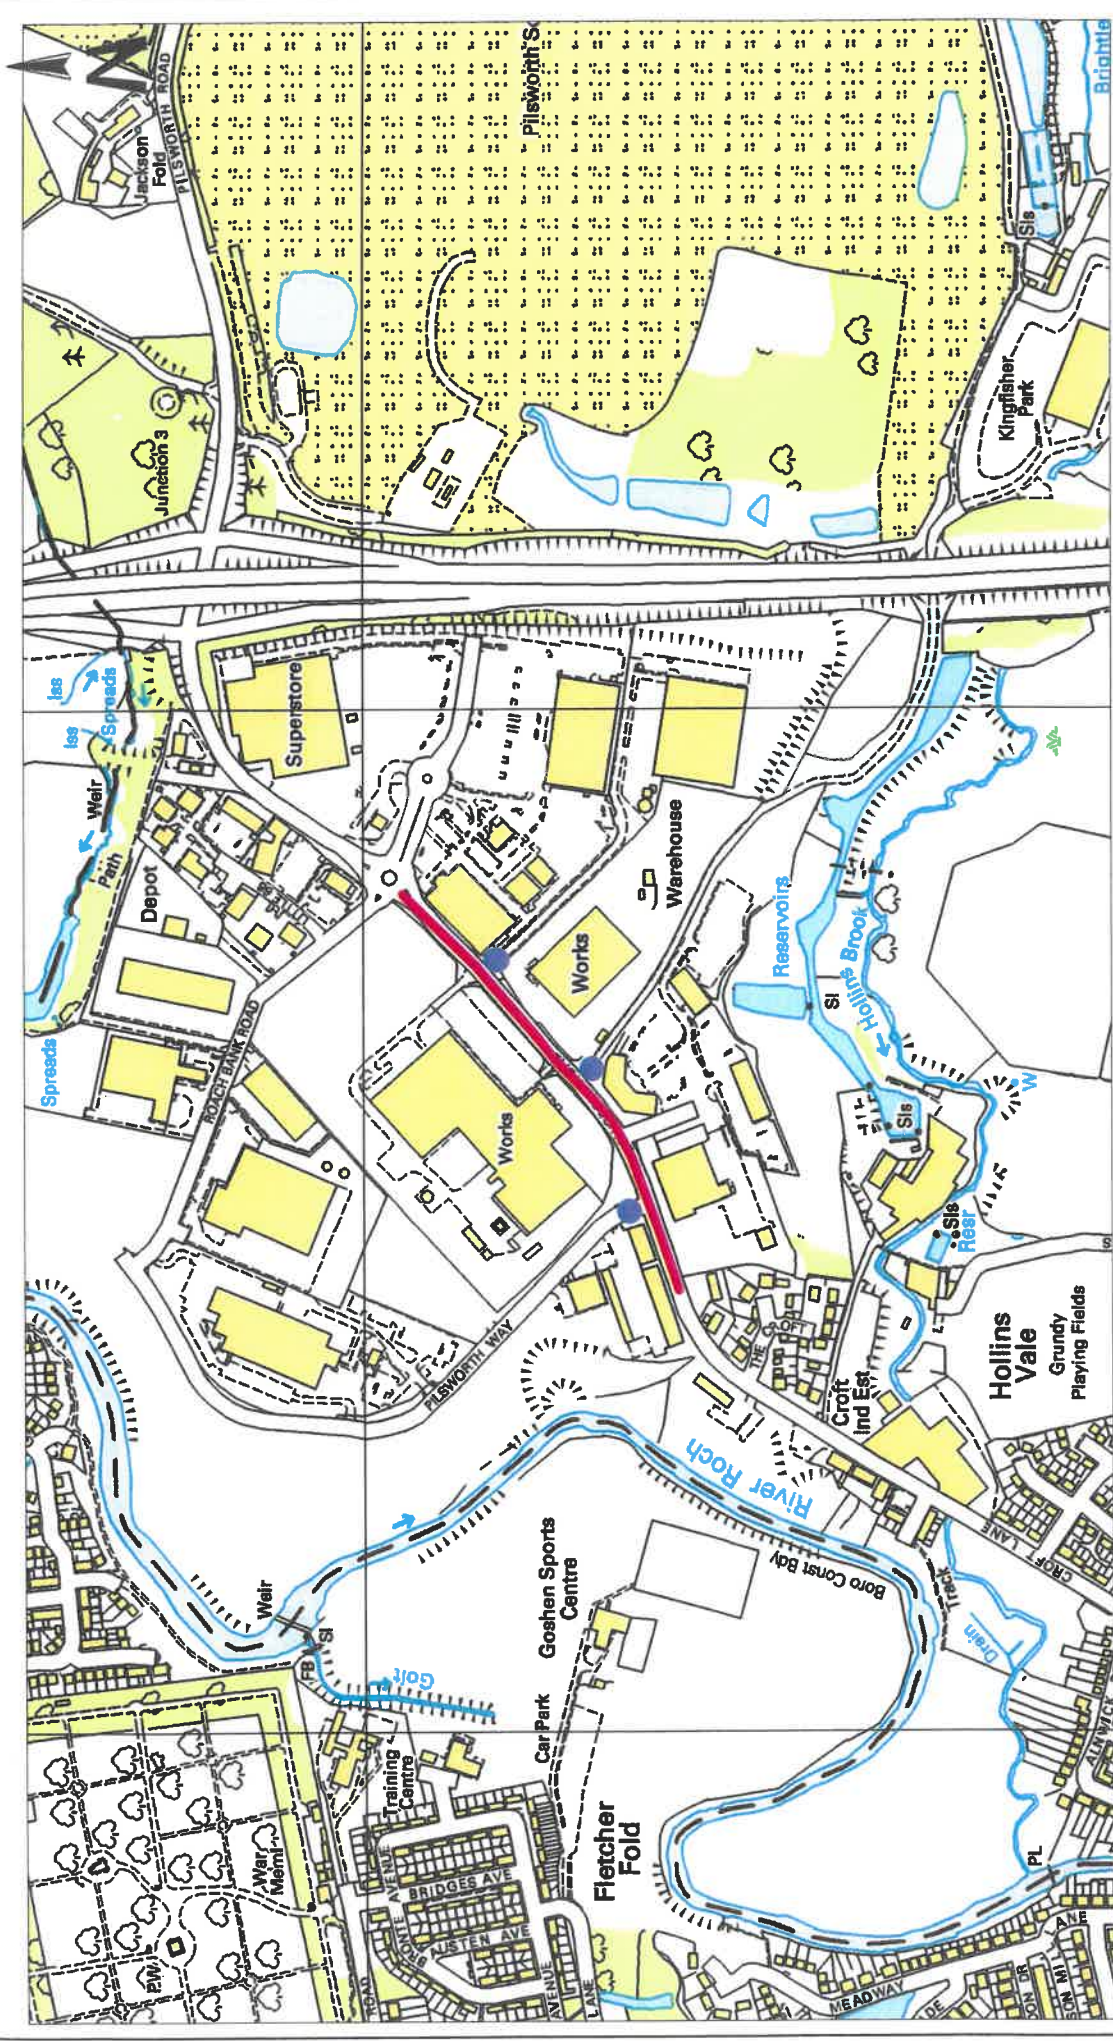 N
PILSWORTH ROAD
Jackson
Fold
PILSWORTH ROAD
Junction 3
Brightle
Sls
Kingfisher
Park
Iss
Iss
Spreads
Weir
Path
Spreads
Depot
Superstore
ROACH BANK ROAD
Warehouse
Works
Works
Reservoirs
Hollins Brook
Sl
Sls
W
Sls
Resr
PILSWORTH WAY
THE CROFT
Croft
Ind Est
Hollins
Vale
Grundy
Playing Fields
River Roch
Boro Const Bdy
CROFT LANE
Track
Drain
Weir
FB
Sl
Goit
Goshen Sports
Centre
Car Park
Training
Centre
War
Meml
P.W.
ROAD
BRONTE AVENUE
BRIDGES AVE
AUSTEN AVE
AVENUE
LANE
Fletcher
Fold
MEADWAY
PL